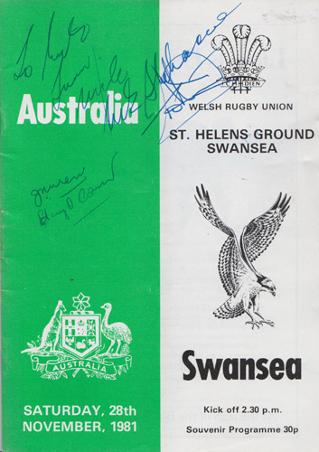 To
WELSH RUGBY UNION
Australia
ST. HELENS GROUND
SWANSEA
AUSTRALIA
Swansea
SATURDAY, 28th
NOVEMBER, 1981
Kick off 2.30 p.m.
Souvenir Programme 30p